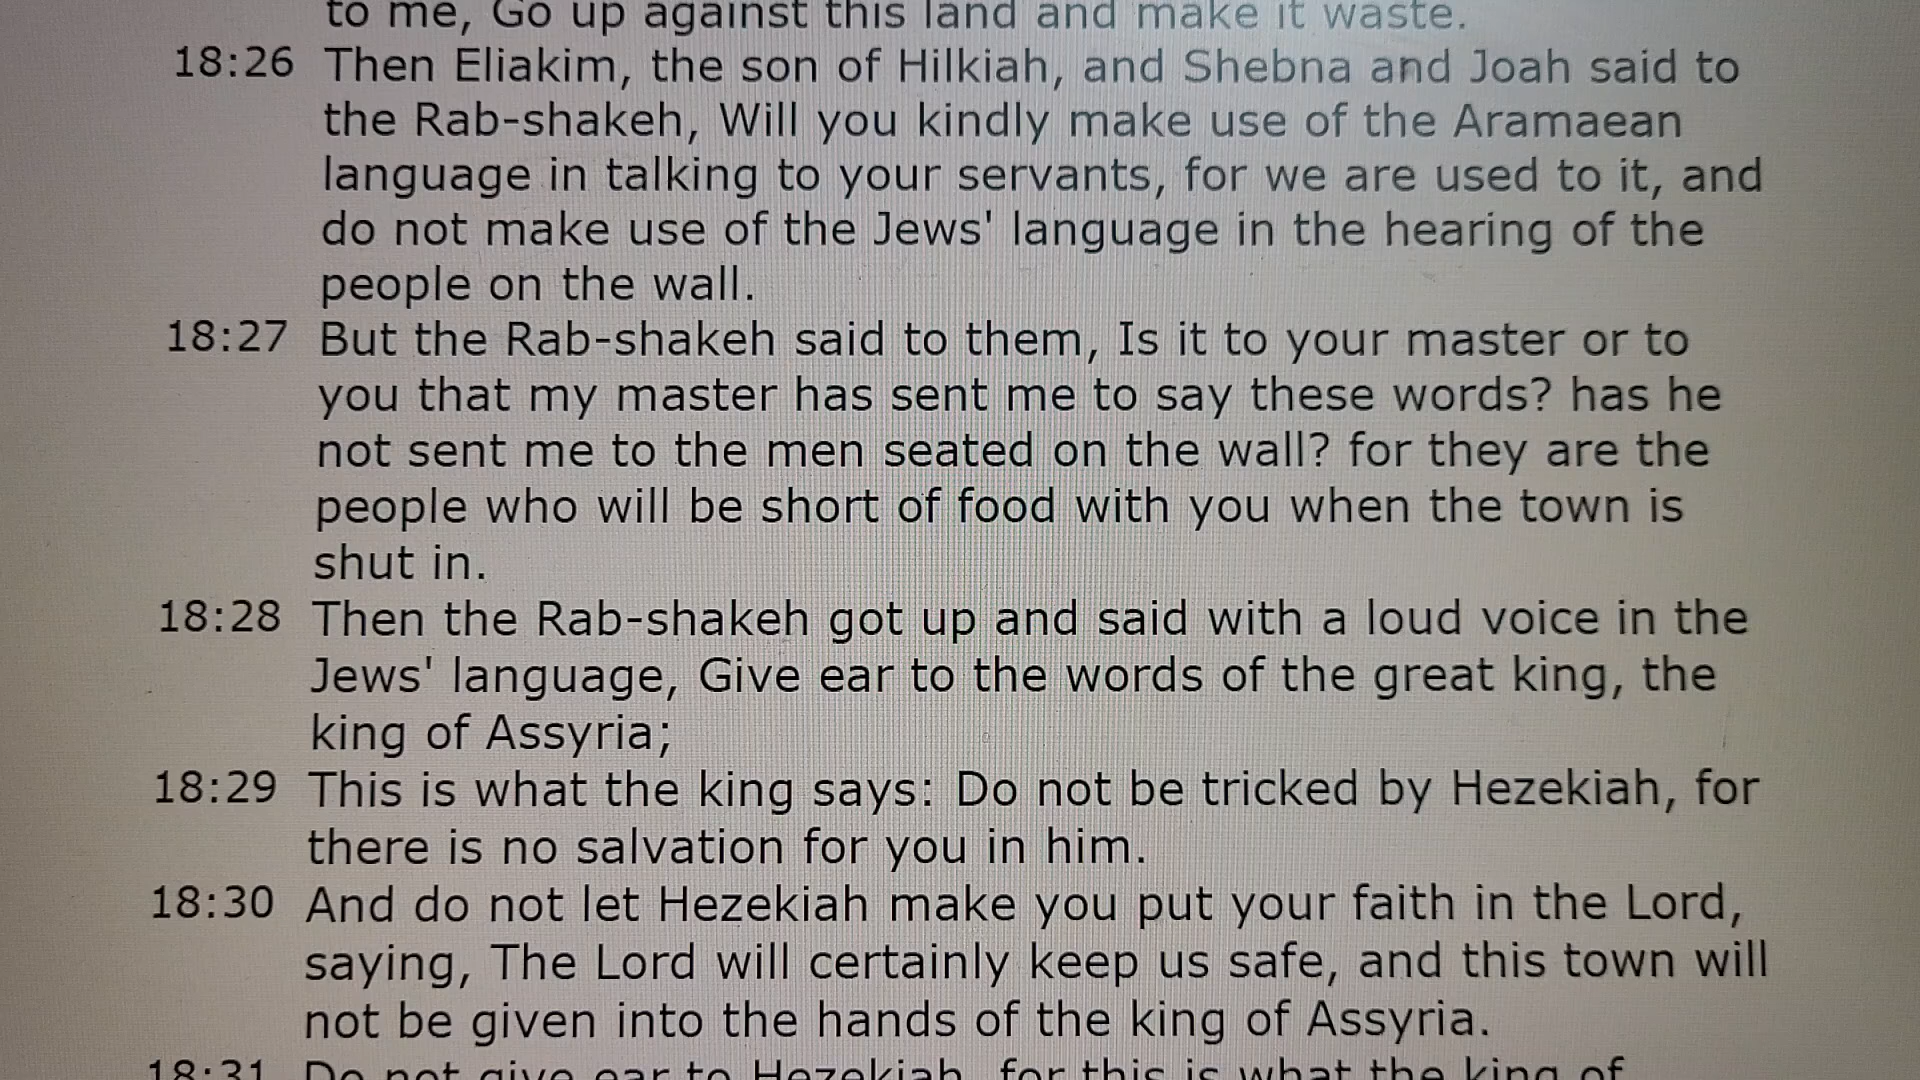 to me, Go up against this land and make it waste.
18:26 Then Eliakim, the son of Hilkiah, and Shebna and Joah said to
the Rab-shakeh, Will you kindly make use of the Aramaean
language in talking to your servants, for we are used to it, and
do not make use of the Jews' language in the hearing of the
people on the wall.
18:27 But the Rab-shakeh said to them, Is it to your master or to
you that my master has sent me to say these words? has he
not sent me to the men seated on the wall? for they are the
people who will be short of food with you when the town is
shut in.
18:28 Then the Rab-shakeh got up and said with a loud voice in the
Jews' language, Give ear to the words of the great king, the
king of Assyria;
18:29 This is what the king says: Do not be tricked by Hezekiah, for
there is no salvation for you in him.
18:30 And do not let Hezekiah make you put your faith in the Lord,
saying, The Lord will certainly keep us safe, and this town will
not be given into the hands of the king of Assyria.
18:31 Do not give ear to Hezekiah, for this is what the king of